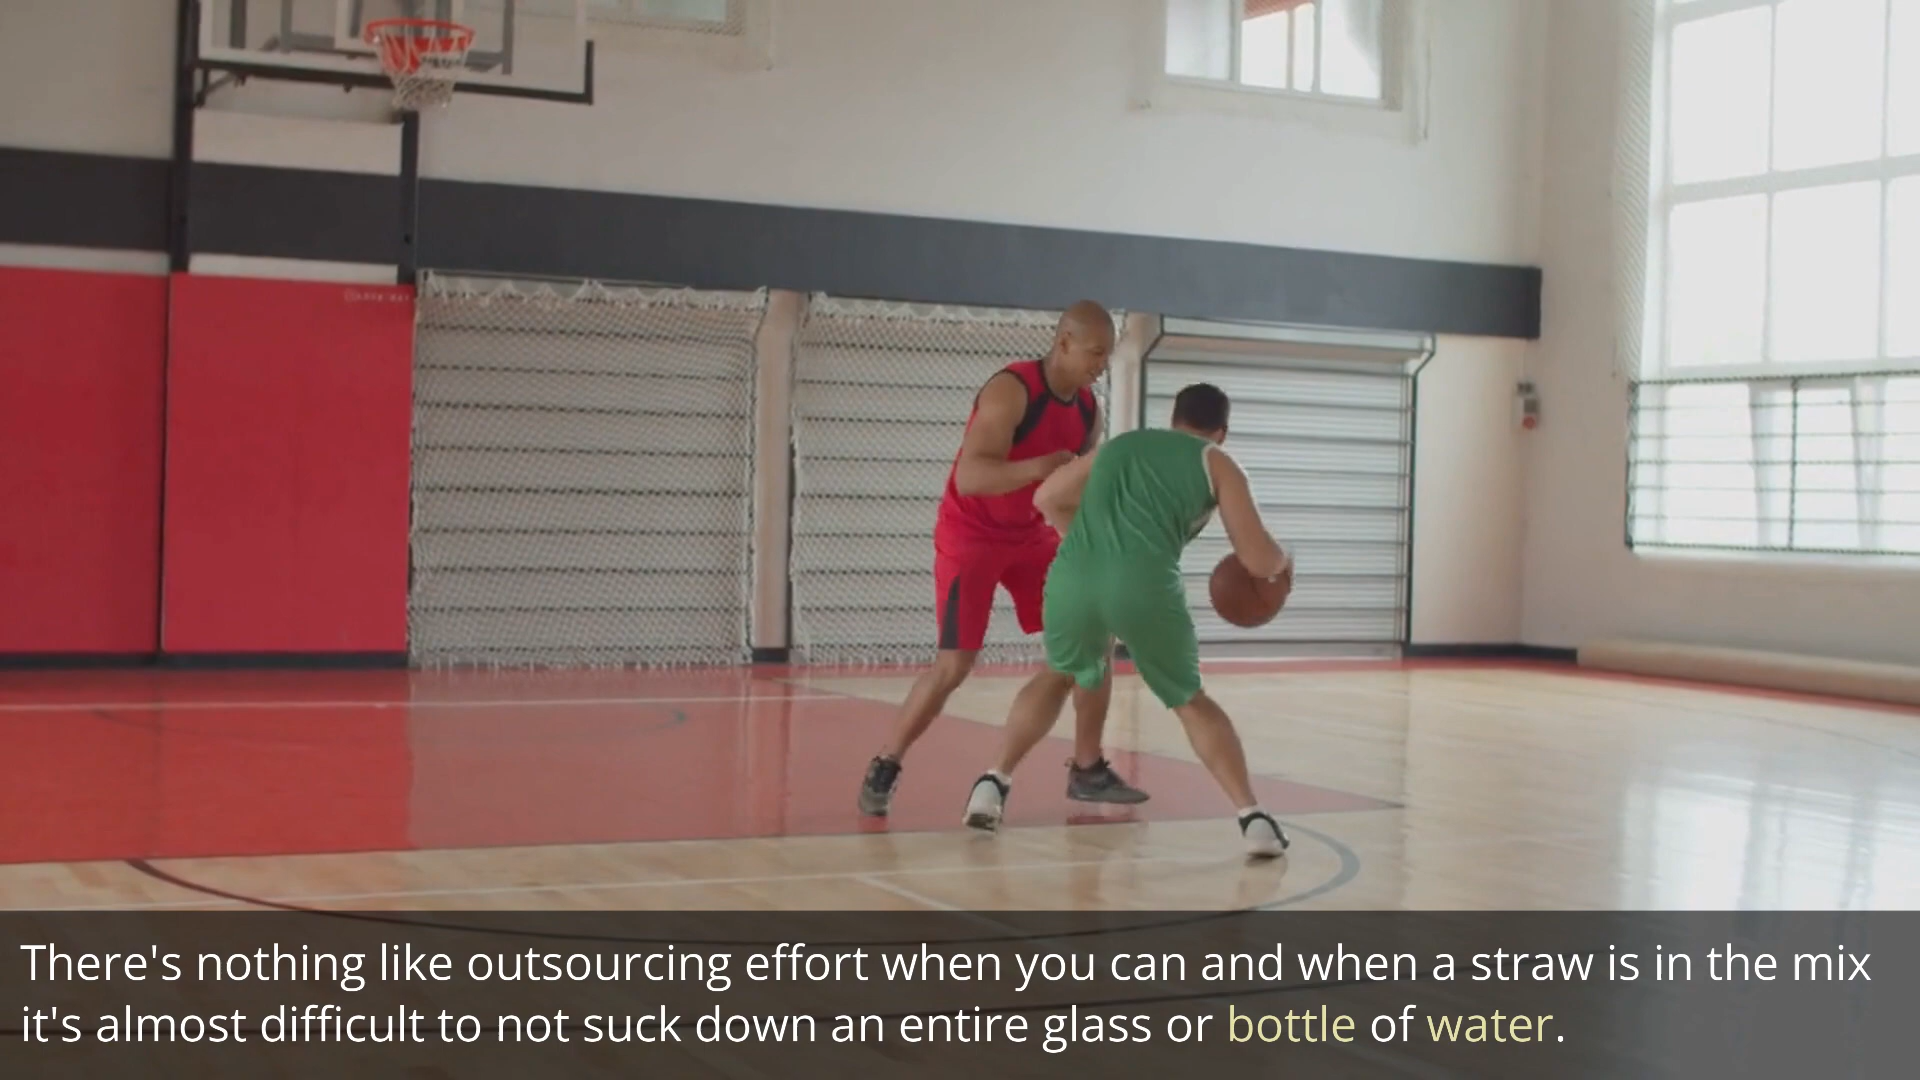 There's nothing like outsourcing effort when you can and when a straw is in the mix
it's almost difficult to not suck down an entire glass or bottle of water.